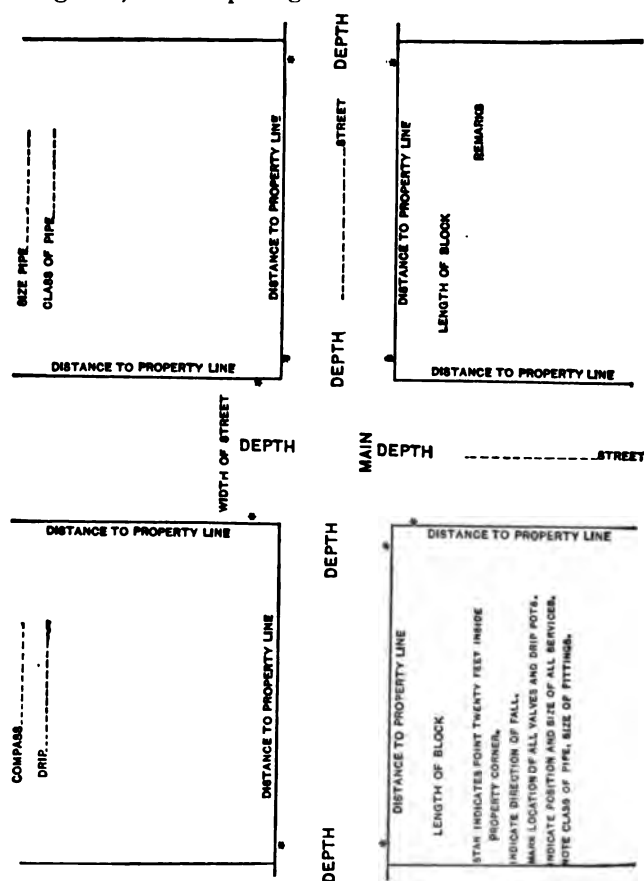 DEPTH
DEPTH
SIZE PIPE
CLASS OF PIPE
DISTANCE TO PROPERTY LINE
STREET
DISTANCE TO PROPERTY LINE
LENGTH OF BLOCK
REMARKS
DEPTH
DISTANCE TO PROPERTY LINE
DISTANCE TO PROPERTY LINE
WIDTH OF STREET
DEPTH
MAIN
DEPTH
STREET
DISTANCE TO PROPERTY LINE
DISTANCE TO PROPERTY LINE
COMPASS
DRIP
DISTANCE TO PROPERTY LINE
DEPTH
DISTANCE TO PROPERTY LINE
LENGTH OF BLOCK
STAR INDICATES POINT TWENTY FEET INSIDE
PROPERTY CORNER.
INDICATE DIRECTION OF FALL.
MARK LOCATION OF ALL VALVES AND DRIP POTS.
INDICATE POSITION AND SIZE OF ALL SERVICES.
NOTE CLASS OF PIPE, SIZE OF FITTINGS.
DEPTH